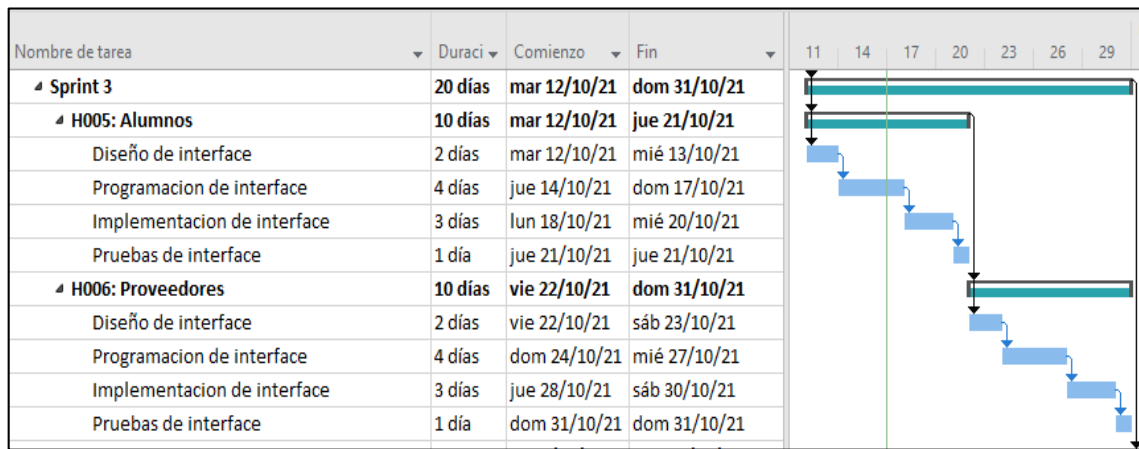 Nombre de tarea Duraci Comienzo Fin 11 14 17 20 23 26 29
Sprint 3 20 días mar 12/10/21 dom 31/10/21
H005: Alumnos 10 días mar 12/10/21 jue 21/10/21
Diseño de interface 2 días mar 12/10/21 mié 13/10/21
Programacion de interface 4 días jue 14/10/21 dom 17/10/21
Implementacion de interface 3 días lun 18/10/21 mié 20/10/21
Pruebas de interface 1 día jue 21/10/21 jue 21/10/21
H006: Proveedores 10 días vie 22/10/21 dom 31/10/21
Diseño de interface 2 días vie 22/10/21 sáb 23/10/21
Programacion de interface 4 días dom 24/10/21 mié 27/10/21
Implementacion de interface 3 días jue 28/10/21 sáb 30/10/21
Pruebas de interface 1 día dom 31/10/21 dom 31/10/21